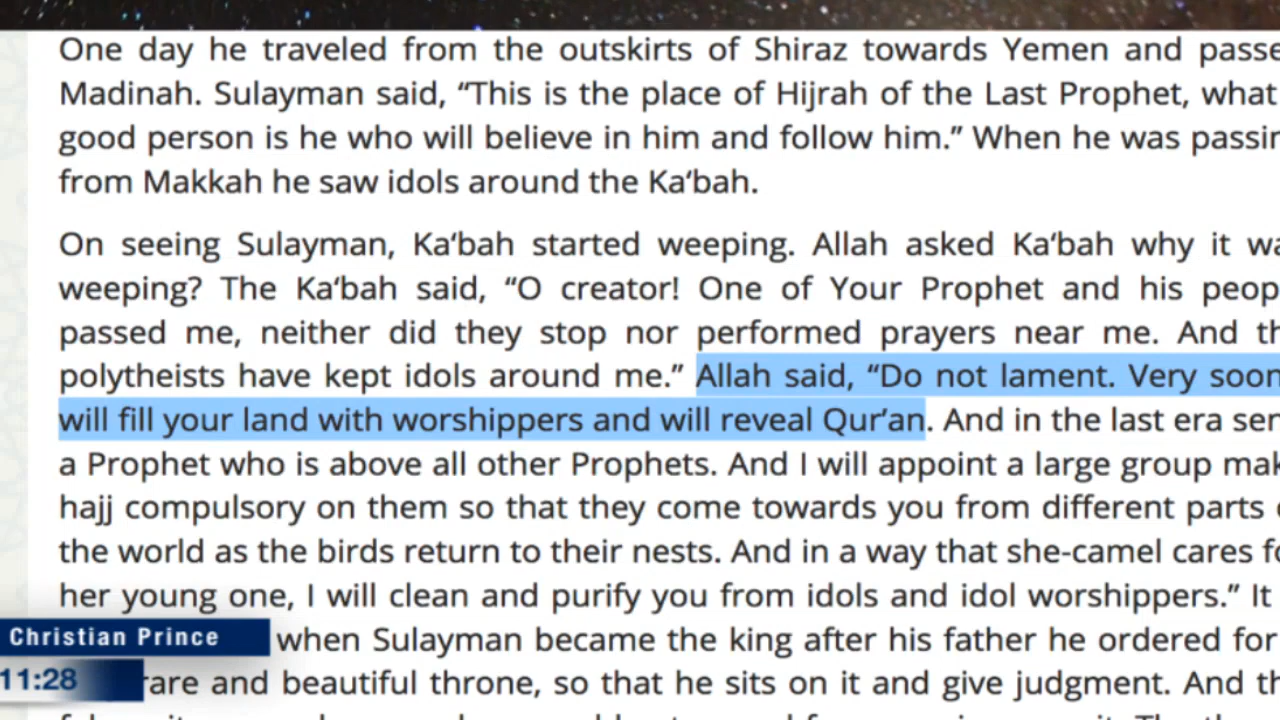 One day he traveled from the outskirts of Shiraz towards Yemen and passe
Madinah. Sulayman said, “This is the place of Hijrah of the Last Prophet, what
good person is he who will believe in him and follow him.” When he was passin
from Makkah he saw idols around the Ka‘bah.
On seeing Sulayman, Ka‘bah started weeping. Allah asked Ka‘bah why it wa
weeping? The Ka‘bah said, “O creator! One of Your Prophet and his peop
passed me, neither did they stop nor performed prayers near me. And th
polytheists have kept idols around me.” Allah said, “Do not lament. Very soon
will fill your land with worshippers and will reveal Qur’an. And in the last era sen
a Prophet who is above all other Prophets. And I will appoint a large group mak
hajj compulsory on them so that they come towards you from different parts
the world as the birds return to their nests. And in a way that she-camel cares fo
her young one, I will clean and purify you from idols and idol worshippers.” It
Christian Prince when Sulayman became the king after his father he ordered for
11:28 rare and beautiful throne, so that he sits on it and give judgment. And th